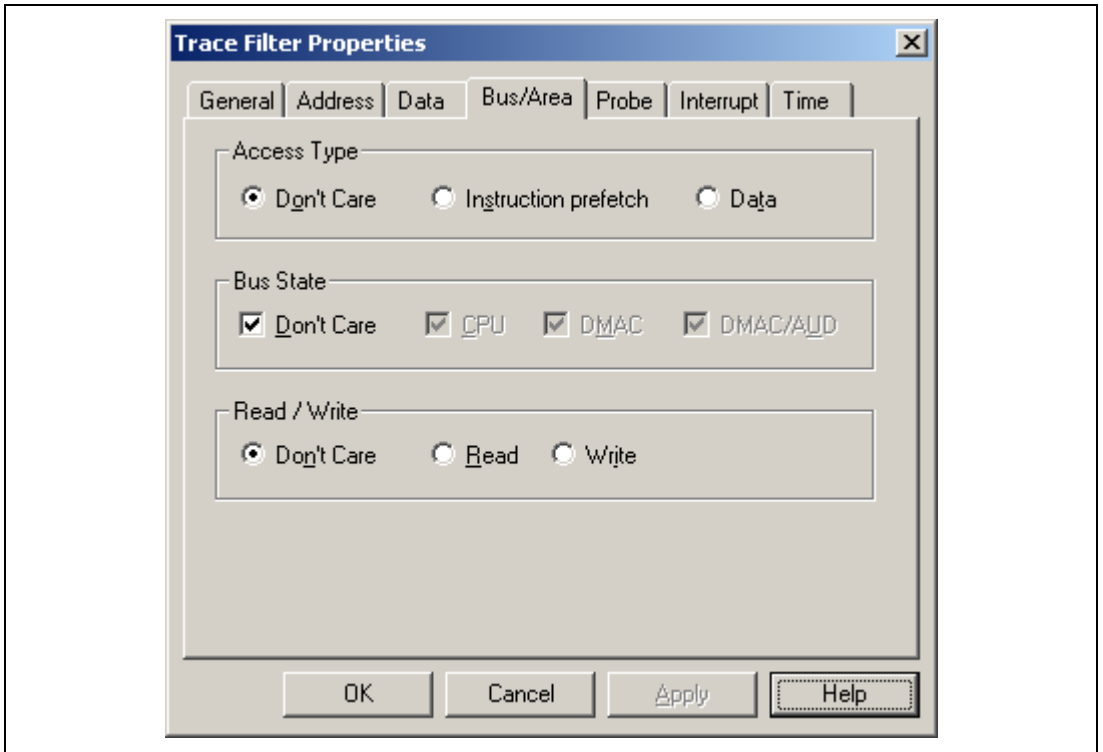 Trace Filter Properties
General Address Data Bus/Area Probe Interrupt Time
Access Type
Don't Care Instruction prefetch Data
Bus State
Don't Care CPU DMAC DMAC/AUD
Read / Write
Don't Care Read Write
OK Cancel Apply Help